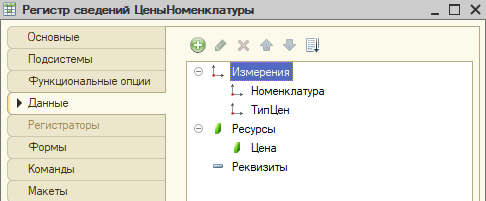 Регистр сведений ЦеныНоменклатуры
Основные
Подсистемы
Функциональные опции
Данные
Регистраторы
Формы
Команды
Макеты
Измерения
Номенклатура
ТипЦен
Ресурсы
Цена
Реквизиты